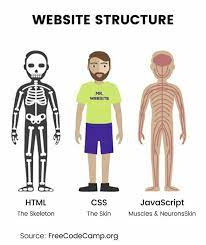 WEBSITE STRUCTURE
MR.
WEBSITE
HTML
CSS
JavaScript
The Skeleton
The Skin
Muscles & NeuronsSkin
Source: FreeCodeCamp.org